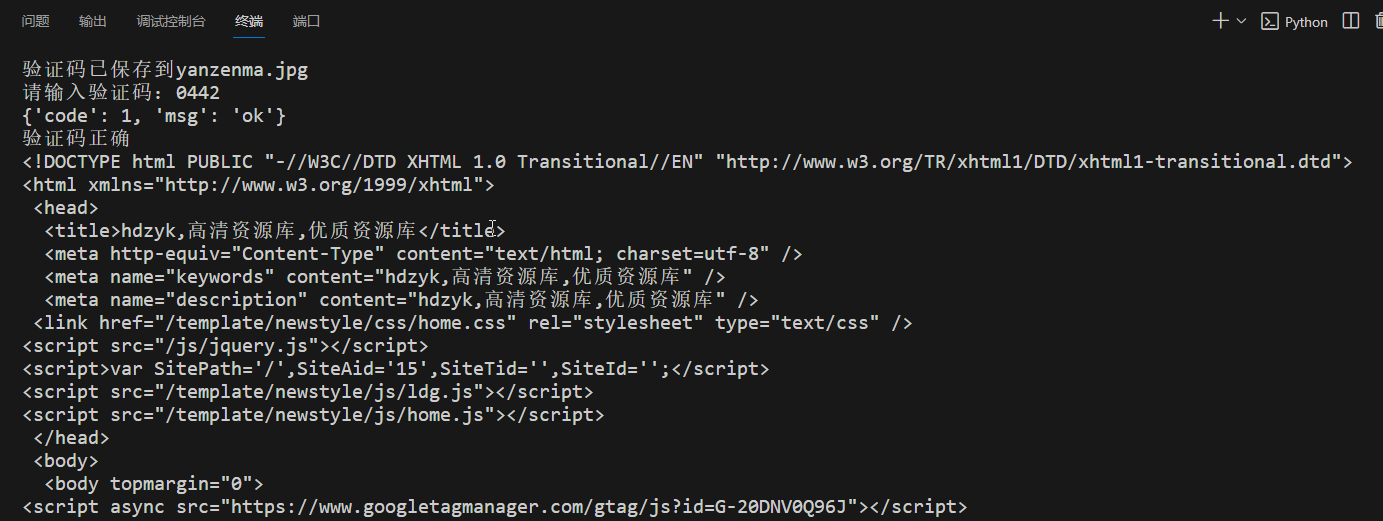 问题 输出 调试控制台 终端 端口 Python
验证码已保存到yanzenma.jpg
请输入验证码：0442
{'code': 1, 'msg': 'ok'}
验证码正确
<!DOCTYPE html PUBLIC "-//W3C//DTD XHTML 1.0 Transitional//EN" "http://www.w3.org/TR/xhtml1/DTD/xhtml1-transitional.dtd">
<html xmlns="http://www.w3.org/1999/xhtml">
 <head>
  <title>hdzyk,高清资源库,优质资源库</title>
  <meta http-equiv="Content-Type" content="text/html; charset=utf-8" />
  <meta name="keywords" content="hdzyk,高清资源库,优质资源库" />
  <meta name="description" content="hdzyk,高清资源库,优质资源库" />
 <link href="/template/newstyle/css/home.css" rel="stylesheet" type="text/css" />
<script src="/js/jquery.js"></script>
<script>var SitePath='/',SiteAid='15',SiteTid='',SiteId='';</script>
<script src="/template/newstyle/js/ldg.js"></script>
<script src="/template/newstyle/js/home.js"></script>
 </head>
 <body>
  <body topmargin="0">
<script async src="https://www.googletagmanager.com/gtag/js?id=G-20DNV0Q96J"></script>